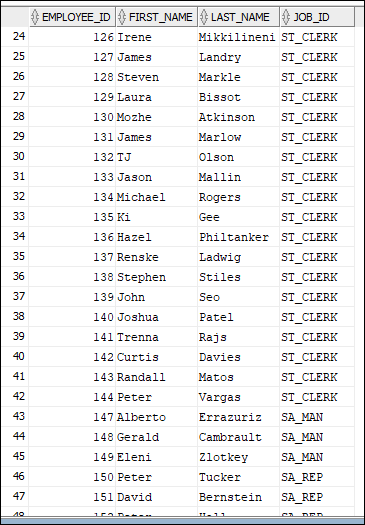 EMPLOYEE_ID FIRST_NAME LAST_NAME JOB_ID
24 126 Irene Mikkilineni ST_CLERK
25 127 James Landry ST_CLERK
26 128 Steven Markle ST_CLERK
27 129 Laura Bissot ST_CLERK
28 130 Mozhe Atkinson ST_CLERK
29 131 James Marlow ST_CLERK
30 132 TJ Olson ST_CLERK
31 133 Jason Mallin ST_CLERK
32 134 Michael Rogers ST_CLERK
33 135 Ki Gee ST_CLERK
34 136 Hazel Philtanker ST_CLERK
35 137 Renske Ladwig ST_CLERK
36 138 Stephen Stiles ST_CLERK
37 139 John Seo ST_CLERK
38 140 Joshua Patel ST_CLERK
39 141 Trenna Rajs ST_CLERK
40 142 Curtis Davies ST_CLERK
41 143 Randall Matos ST_CLERK
42 144 Peter Vargas ST_CLERK
43 147 Alberto Errazuriz SA_MAN
44 148 Gerald Cambrault SA_MAN
45 149 Eleni Zlotkey SA_MAN
46 150 Peter Tucker SA_REP
47 151 David Bernstein SA_REP